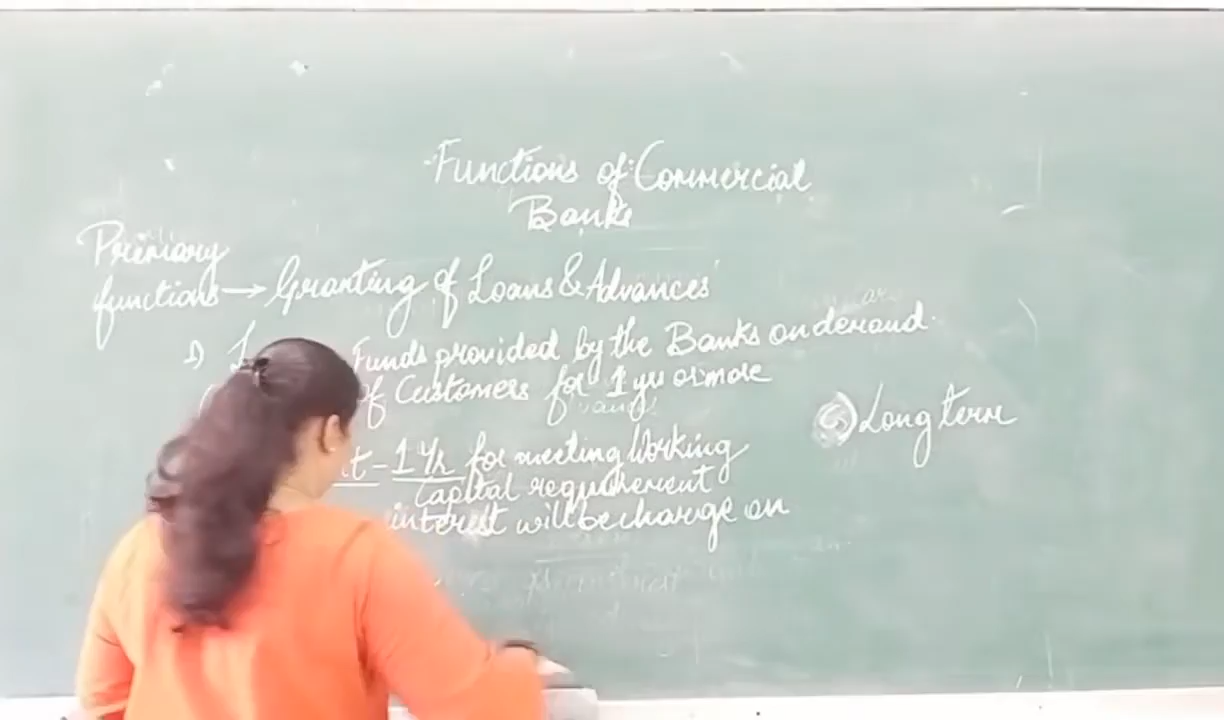 Functions of Commercial
Banks
Primary
functions → Granting of Loans & Advances
1) Funds provided by the Banks on demand
of Customers for 1 yr or more
Long term
- 1 Yr for meeting Working
Capital requirement
interest will be charge on